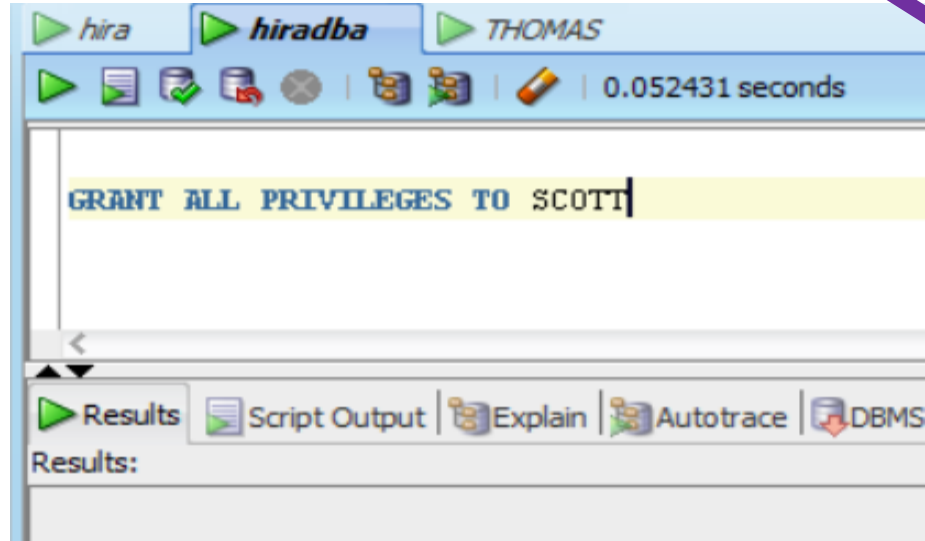 hira hiradba THOMAS
0.052431 seconds
GRANT ALL PRIVILEGES TO SCOTT
Results Script Output Explain Autotrace DBMS
Results: